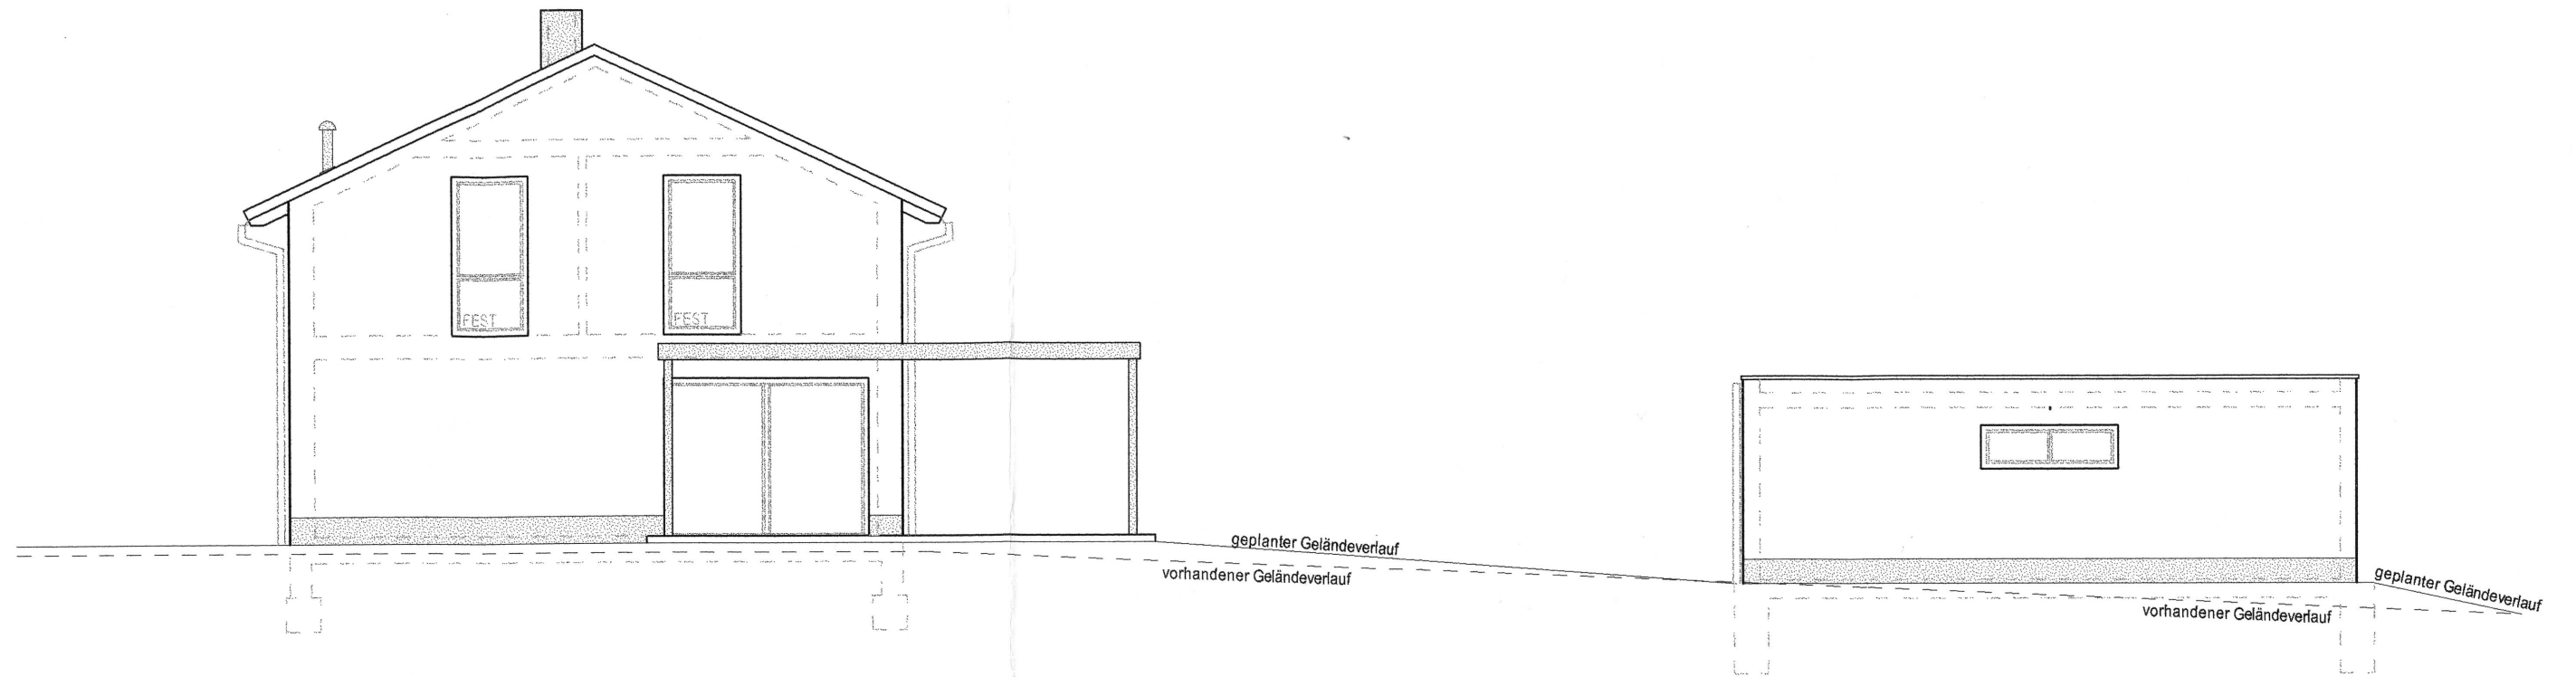 FEST
FEST
geplanter Geländeverlauf
vorhandener Geländeverlauf
geplanter Geländeverlauf
vorhandener Geländeverlauf